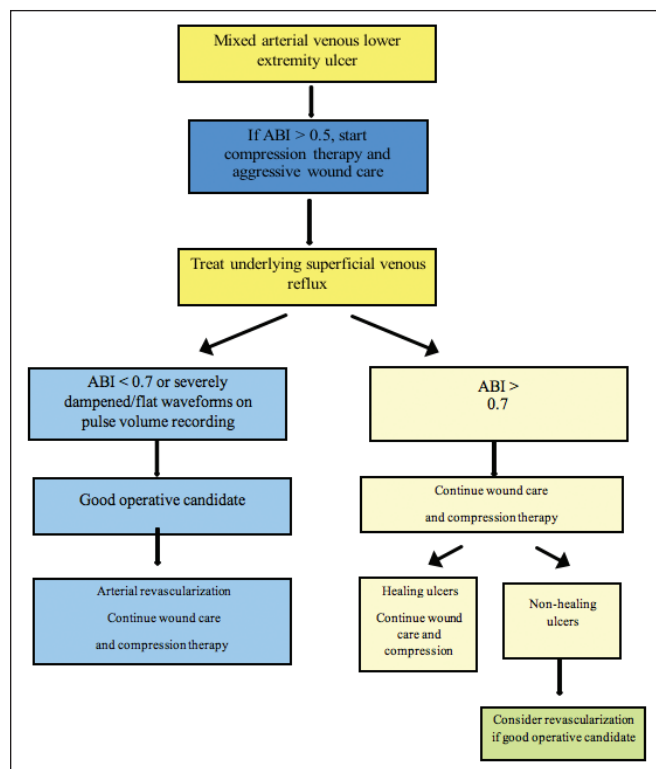 Mixed arterial venous lower
extremity ulcer
If ABI > 0.5, start
compression therapy and
aggressive wound care
Treat underlying superficial venous
reflux
ABI < 0.7 or severely
dampened/flat waveforms on
pulse volume recording
ABI >
0.7
Good operative candidate
Continue wound care
and compression therapy
Arterial revascularization
Continue wound care
and compression therapy
Healing ulcers
Continue wound
care and
compression
Non-healing
ulcers
Consider revascularization
if good operative candidate